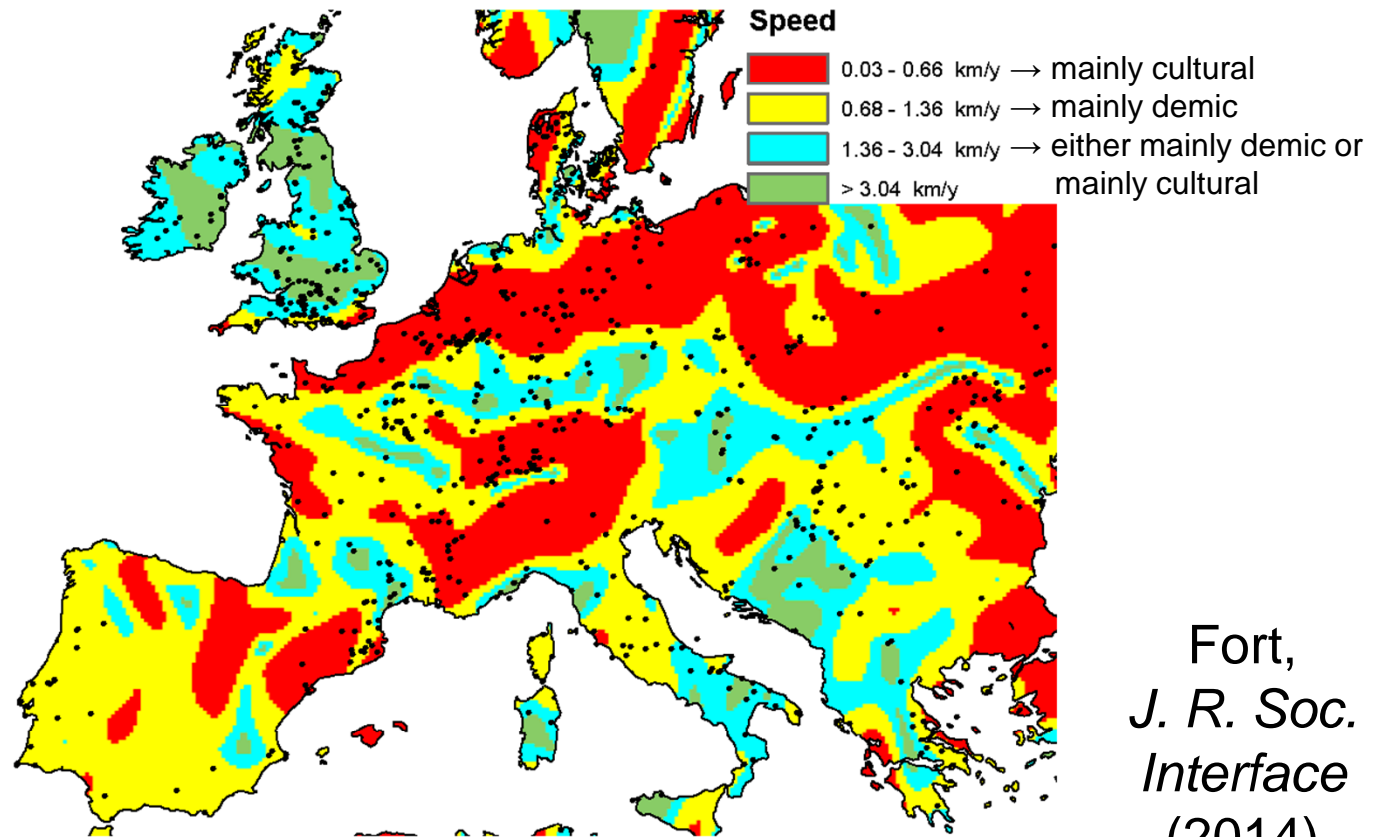 Speed
0.03 - 0.66 km/y → mainly cultural
0.68 - 1.36 km/y → mainly demic
1.36 - 3.04 km/y → either mainly demic or
> 3.04 km/y mainly cultural
Fort,
J. R. Soc.
Interface
(2014)